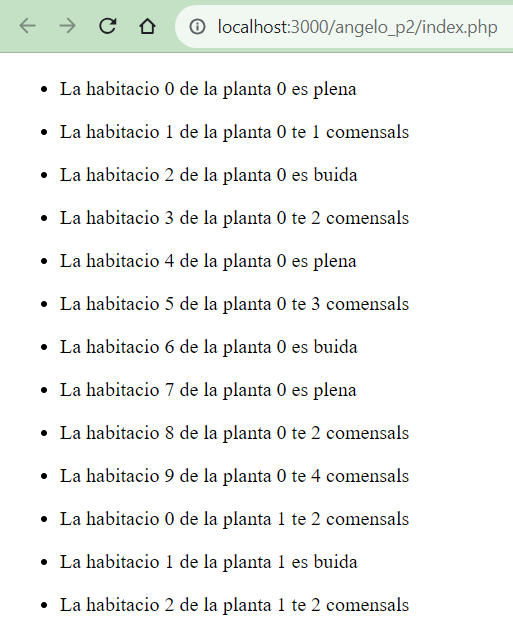 localhost:3000/angelo_p2/index.php
La habitacio 0 de la planta 0 es plena
La habitacio 1 de la planta 0 te 1 comensals
La habitacio 2 de la planta 0 es buida
La habitacio 3 de la planta 0 te 2 comensals
La habitacio 4 de la planta 0 es plena
La habitacio 5 de la planta 0 te 3 comensals
La habitacio 6 de la planta 0 es buida
La habitacio 7 de la planta 0 es plena
La habitacio 8 de la planta 0 te 2 comensals
La habitacio 9 de la planta 0 te 4 comensals
La habitacio 0 de la planta 1 te 2 comensals
La habitacio 1 de la planta 1 es buida
La habitacio 2 de la planta 1 te 2 comensals